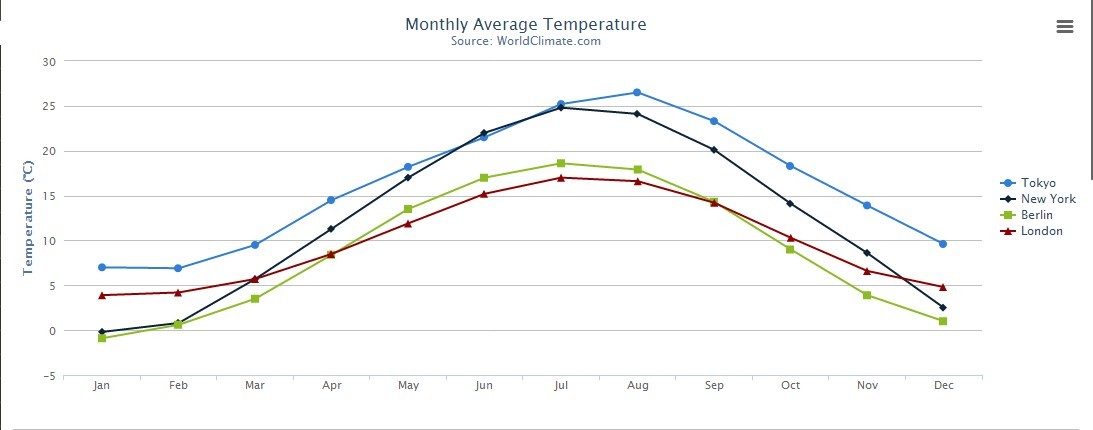 Monthly Average Temperature
Source: WorldClimate.com
Temperature (°C)
30
25
20
15
10
5
0
−5
Jan Feb Mar Apr May Jun Jul Aug Sep Oct Nov Dec
Tokyo
New York
Berlin
London